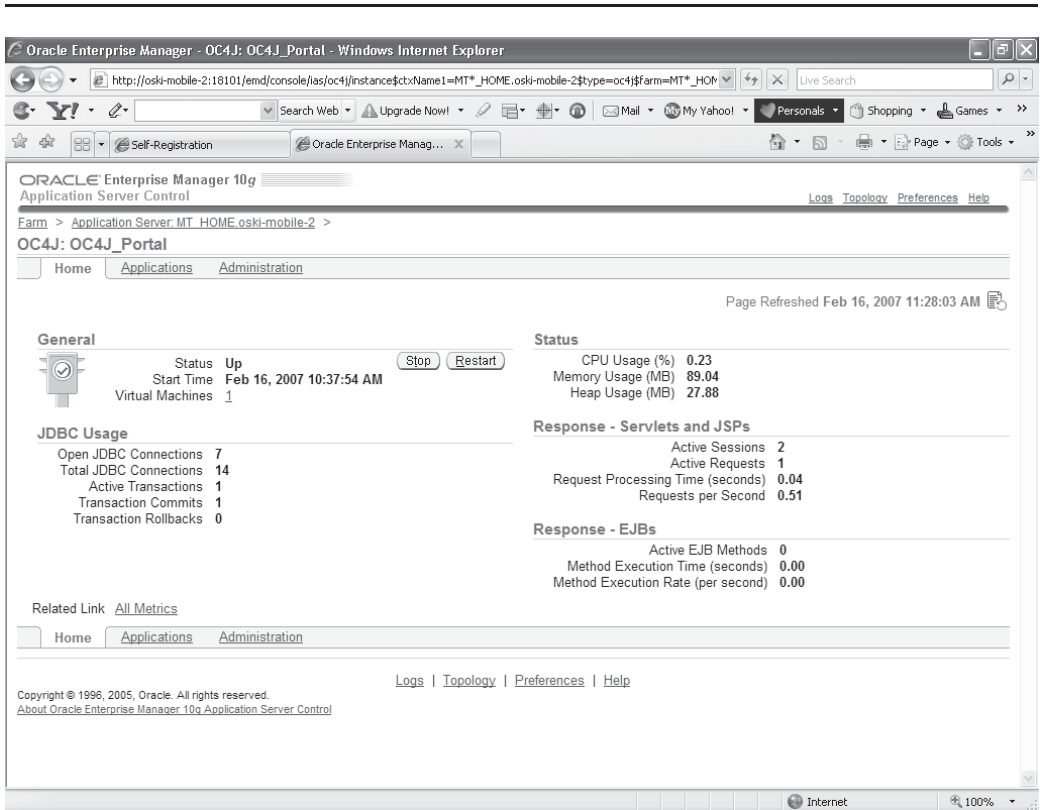 Oracle Enterprise Manager - OC4J: OC4J_Portal - Windows Internet Explorer
http://oski-mobile-2:18101/emd/console/ias/oc4j/instance$ctxName1=MT*_HOME.oski-mobile-2$type=oc4j$farm=MT*_HOM
Live Search
Y! Search Web Upgrade Now! Mail My Yahoo! Personals Shopping Games »
Self-Registration Oracle Enterprise Manag... Page Tools »
ORACLE Enterprise Manager 10g
Application Server Control
Logs Topology Preferences Help
Farm > Application Server: MT_HOME.oski-mobile-2 >
OC4J: OC4J_Portal
Home Applications Administration
Page Refreshed Feb 16, 2007 11:28:03 AM
General
Status Up
Stop Restart
Start Time Feb 16, 2007 10:37:54 AM
Virtual Machines 1
JDBC Usage
Open JDBC Connections 7
Total JDBC Connections 14
Active Transactions 1
Transaction Commits 1
Transaction Rollbacks 0
Status
CPU Usage (%) 0.23
Memory Usage (MB) 89.04
Heap Usage (MB) 27.88
Response - Servlets and JSPs
Active Sessions 2
Active Requests 1
Request Processing Time (seconds) 0.04
Requests per Second 0.51
Response - EJBs
Active EJB Methods 0
Method Execution Time (seconds) 0.00
Method Execution Rate (per second) 0.00
Related Link All Metrics
Home Applications Administration
Logs | Topology | Preferences | Help
Copyright © 1996, 2005, Oracle. All rights reserved.
About Oracle Enterprise Manager 10g Application Server Control
Internet 100%